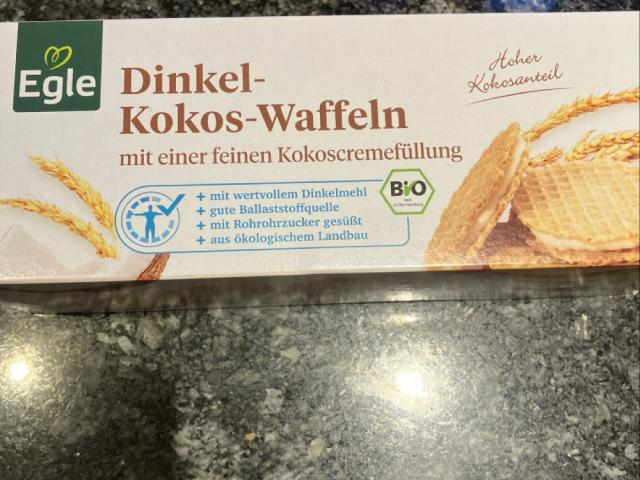 Egle
Dinkel-
Kokos-Waffeln
mit einer feinen Kokoscremefüllung
Hoher
Kokosanteil
+ mit wertvollem Dinkelmehl
+ gute Ballaststoffquelle
+ mit Rohrohrzucker gesüßt
+ aus ökologischem Landbau
BIO